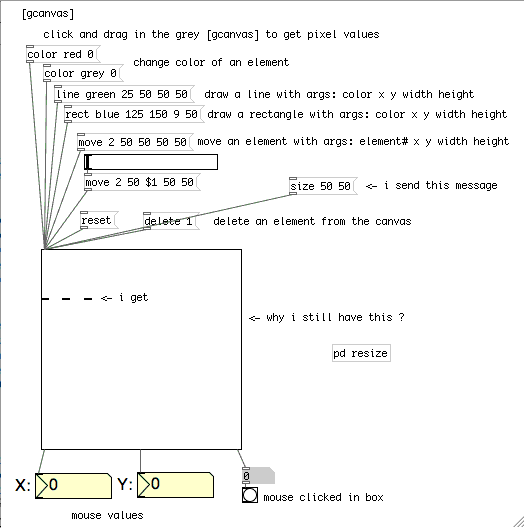 [gcanvas]
click and drag in the grey [gcanvas] to get pixel values
color red 0
change color of an element
color grey 0
line green 25 50 50 50
draw a line with args: color x y width height
rect blue 125 150 9 50
draw a rectangle with args: color x y width height
move 2 50 50 50 50
move an element with args: element# x y width height
move 2 50 $1 50 50
size 50 50
<- i send this message
reset
delete 1
delete an element from the canvas
<- i get
<- why i still have this ?
pd resize
X:
0
Y:
0
0
mouse clicked in box
mouse values